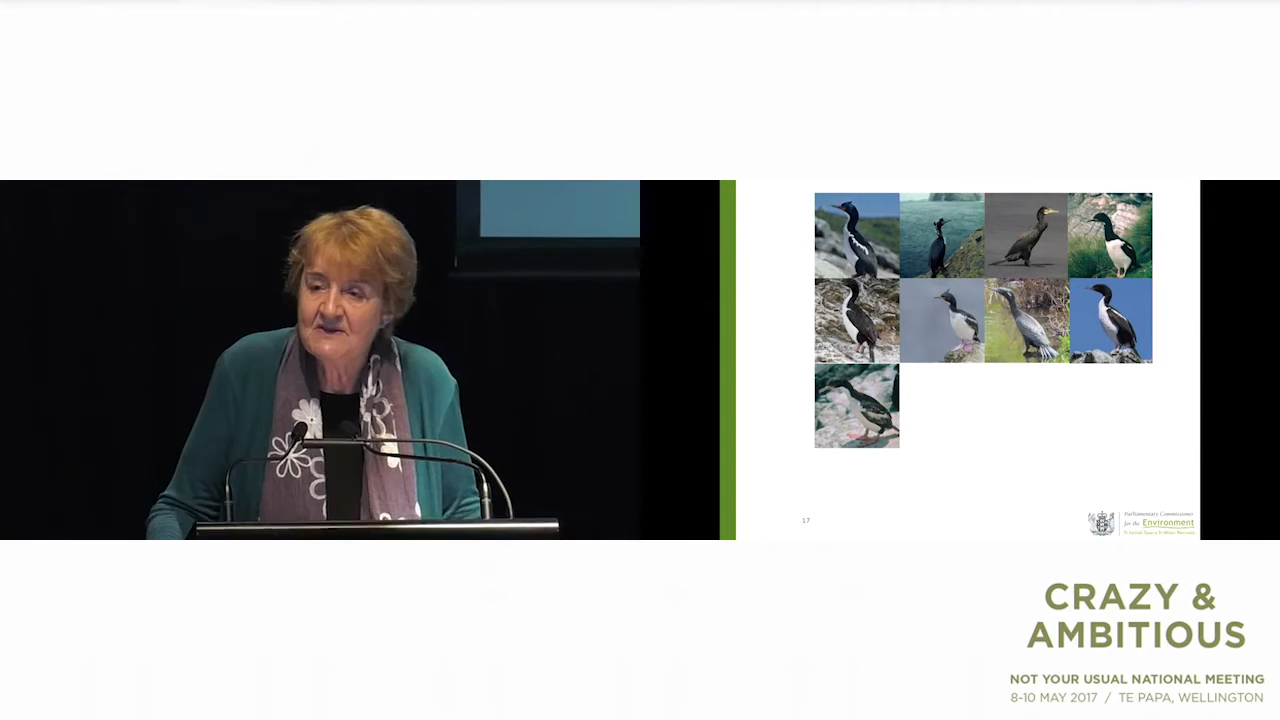 17
Parliamentary Commissioner
for the Environment
CRAZY &
AMBITIOUS
NOT YOUR USUAL NATIONAL MEETING
8-10 MAY 2017 / TE PAPA, WELLINGTON